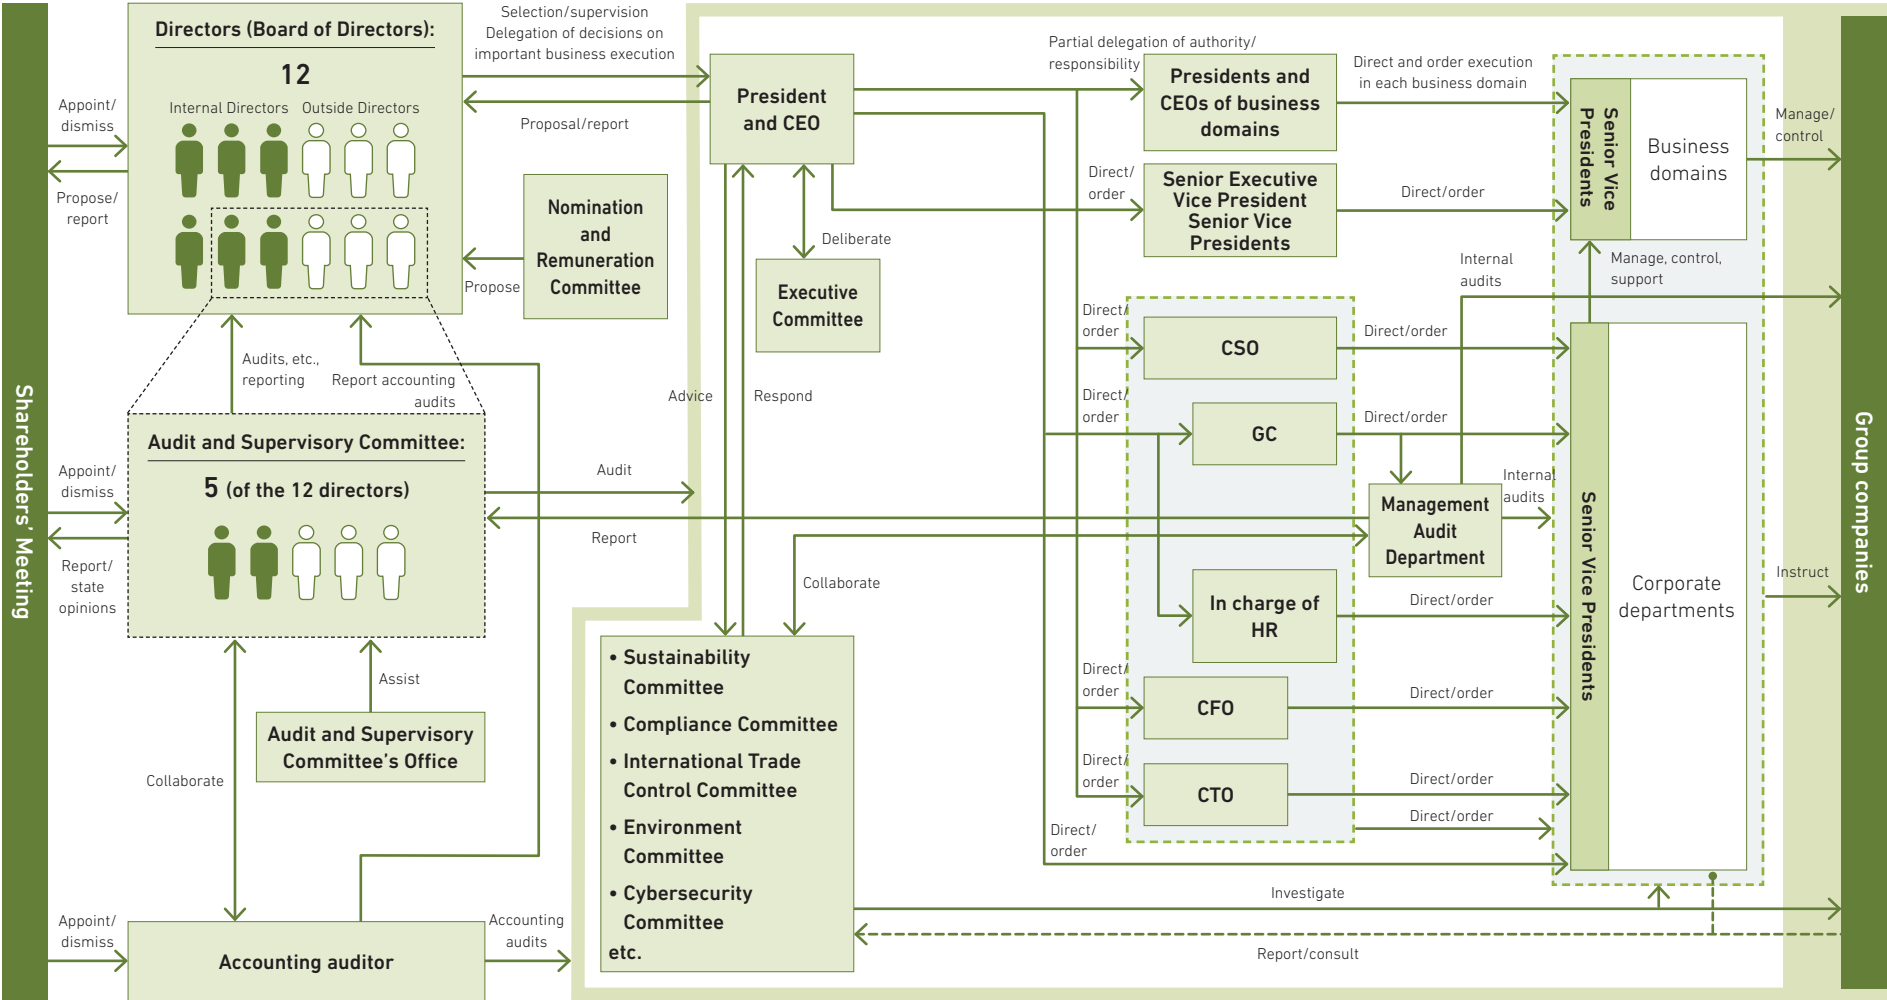 Shareholders' Meeting
Appoint/
dismiss
Propose/
report
Directors (Board of Directors):
12
Internal Directors
Outside Directors
Selection/supervision
Delegation of decisions on
important business execution
Proposal/report
Nomination
and
Remuneration
Committee
Propose
Audits, etc.,
reporting
Report accounting
audits
Appoint/
dismiss
Report/
state
opinions
Audit and Supervisory Committee:
5 (of the 12 directors)
Audit
Report
Assist
Audit and Supervisory
Committee's Office
Collaborate
Appoint/
dismiss
Accounting auditor
Accounting
audits
President
and CEO
Deliberate
Executive
Committee
Advice
Respond
Collaborate
• Sustainability
Committee
• Compliance Committee
• International Trade
Control Committee
• Environment
Committee
• Cybersecurity
Committee
etc.
Partial delegation of authority/
responsibility
Presidents and
CEOs of business
domains
Direct and order execution
in each business domain
Direct/
order
Senior Executive
Vice President
Senior Vice
Presidents
Direct/order
Senior Vice
Presidents
Business
domains
Manage/
control
Internal
audits
Manage, control,
support
Direct/
order
CSO
Direct/order
Direct/
order
GC
Direct/order
Management
Audit
Department
Internal
audits
In charge of
HR
Direct/order
Direct/
order
CFO
Direct/order
Direct/
order
CTO
Direct/order
Direct/order
Direct/
order
Senior Vice Presidents
Corporate
departments
Instruct
Investigate
Report/consult
Group companies